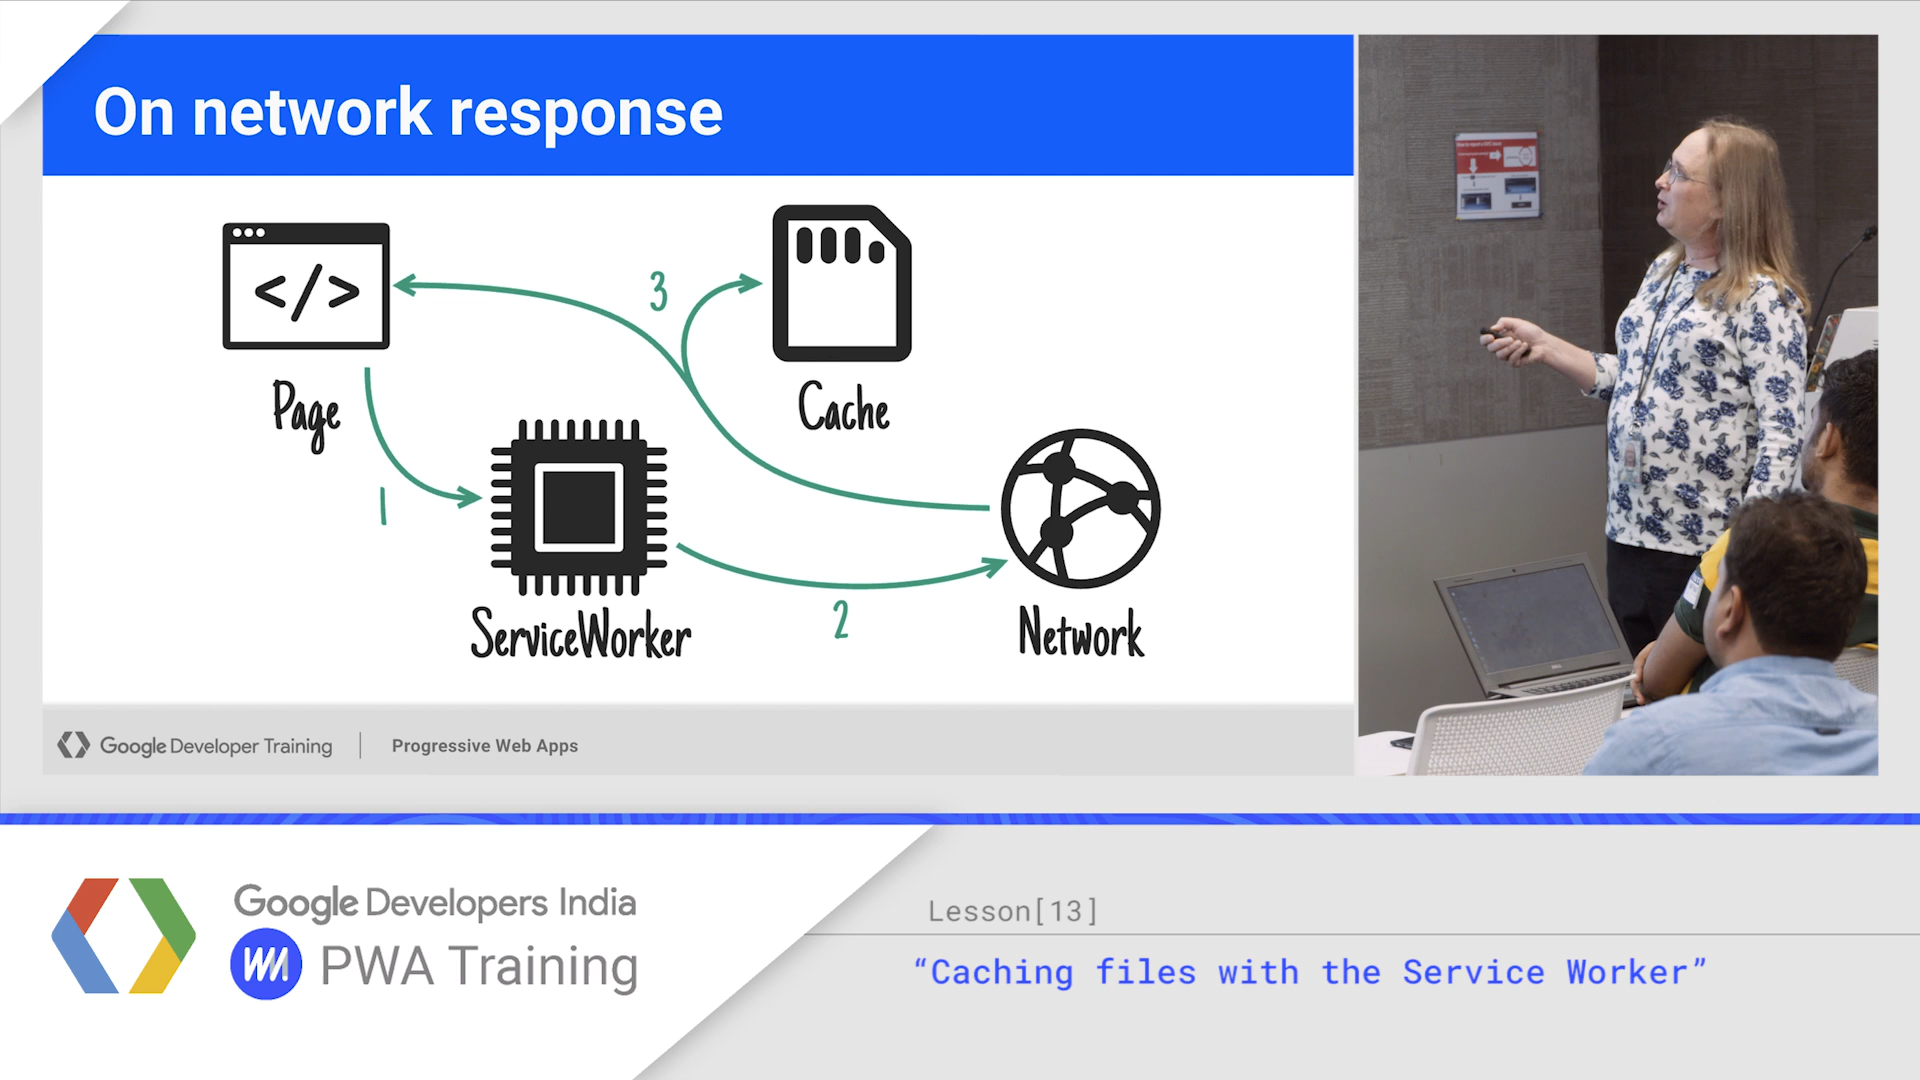 On network response
</>
3
Page
Cache
1
ServiceWorker
2
Network
Google Developer Training | Progressive Web Apps
Google Developers India
PWA Training
Lesson[13]
“Caching files with the Service Worker”